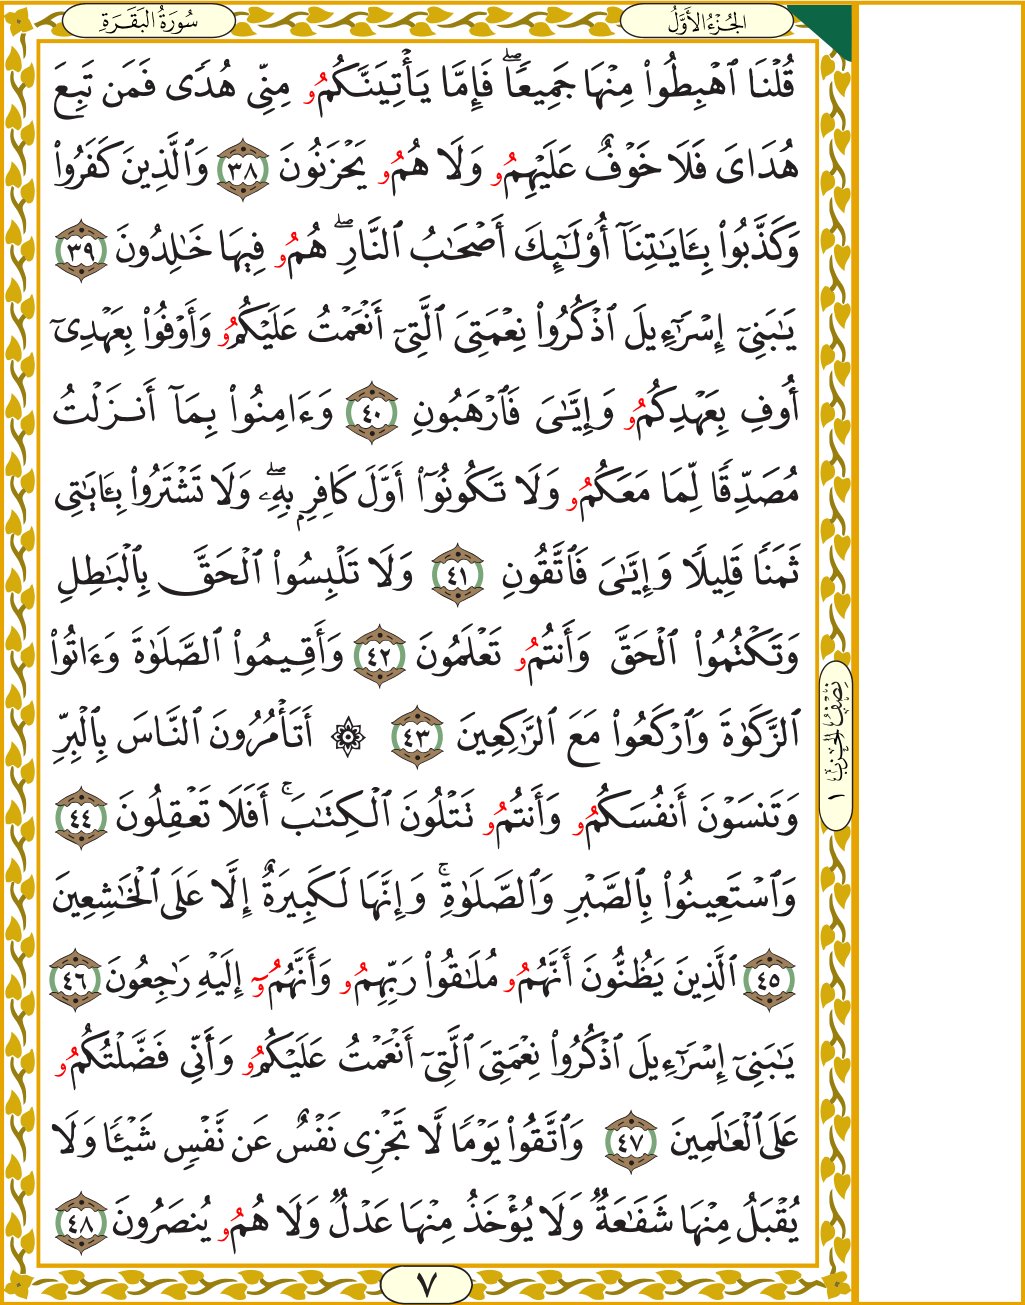 الجُزْءُ الأَوَّلُ
سُورَةُ البَقَرَةِ
قُلْنَا ٱهْبِطُوا۟ مِنْهَا جَمِيعًاۖ فَإِمَّا يَأْتِيَنَّكُمُو مِنِّى هُدًى فَمَن تَبِعَ
هُدَاىَ فَلَا خَوْفٌ عَلَيْهِمُو وَلَا هُمُو يَحْزَنُونَ ٣٨ وَالَّذِينَ كَفَرُوا۟
وَكَذَّبُوا۟ بِـَٔايَـٰتِنَآ أُو۟لَـٰٓئِكَ أَصْحَـٰبُ ٱلنَّارِۖ هُمُو فِيهَا خَـٰلِدُونَ ٣٩
يَـٰبَنِىٓ إِسْرَٰٓءِيلَ ٱذْكُرُوا۟ نِعْمَتِىَ ٱلَّتِىٓ أَنْعَمْتُ عَلَيْكُمُو وَأَوْفُوا۟ بِعَهْدِىٓ
أُوفِ بِعَهْدِكُمُو وَإِيَّـٰىَ فَٱرْهَبُونِ ٤٠ وَءَامِنُوا۟ بِمَآ أَنزَلْتُ
مُصَدِّقًا لِّمَا مَعَكُمُو وَلَا تَكُونُوٓا۟ أَوَّلَ كَافِرٍۭ بِهِۦۖ وَلَا تَشْتَرُوا۟ بِـَٔايَـٰتِى
ثَمَنًا قَلِيلًا وَإِيَّـٰىَ فَٱتَّقُونِ ٤١ وَلَا تَلْبِسُوا۟ ٱلْحَقَّ بِٱلْبَـٰطِلِ
وَتَكْتُمُوا۟ ٱلْحَقَّ وَأَنتُمُو تَعْلَمُونَ ٤٢ وَأَقِيمُوا۟ ٱلصَّلَوٰةَ وَءَاتُوا۟
ٱلزَّكَوٰةَ وَٱرْكَعُوا۟ مَعَ ٱلرَّٰكِعِينَ ٤٣ ۞ أَتَأْمُرُونَ ٱلنَّاسَ بِٱلْبِرِّ
وَتَنسَوْنَ أَنفُسَكُمُو وَأَنتُمُو تَتْلُونَ ٱلْكِتَـٰبَۚ أَفَلَا تَعْقِلُونَ ٤٤
وَٱسْتَعِينُوا۟ بِٱلصَّبْرِ وَٱلصَّلَوٰةِۚ وَإِنَّهَا لَكَبِيرَةٌ إِلَّا عَلَى ٱلْخَـٰشِعِينَ
٤٥ ٱلَّذِينَ يَظُنُّونَ أَنَّهُمُو مُلَـٰقُوا۟ رَبِّهِمُو وَأَنَّهُمُوٓ إِلَيْهِ رَٰجِعُونَ ٤٦
يَـٰبَنِىٓ إِسْرَٰٓءِيلَ ٱذْكُرُوا۟ نِعْمَتِىَ ٱلَّتِىٓ أَنْعَمْتُ عَلَيْكُمُو وَأَنِّى فَضَّلْتُكُمُو
عَلَى ٱلْعَـٰلَمِينَ ٤٧ وَٱتَّقُوا۟ يَوْمًا لَّا تَجْزِى نَفْسٌ عَن نَّفْسٍ شَيْـًٔا وَلَا
يُقْبَلُ مِنْهَا شَفَـٰعَةٌ وَلَا يُؤْخَذُ مِنْهَا عَدْلٌ وَلَا هُمُو يُنصَرُونَ ٤٨
نِصْفُ الحِزْبِ ١
٧